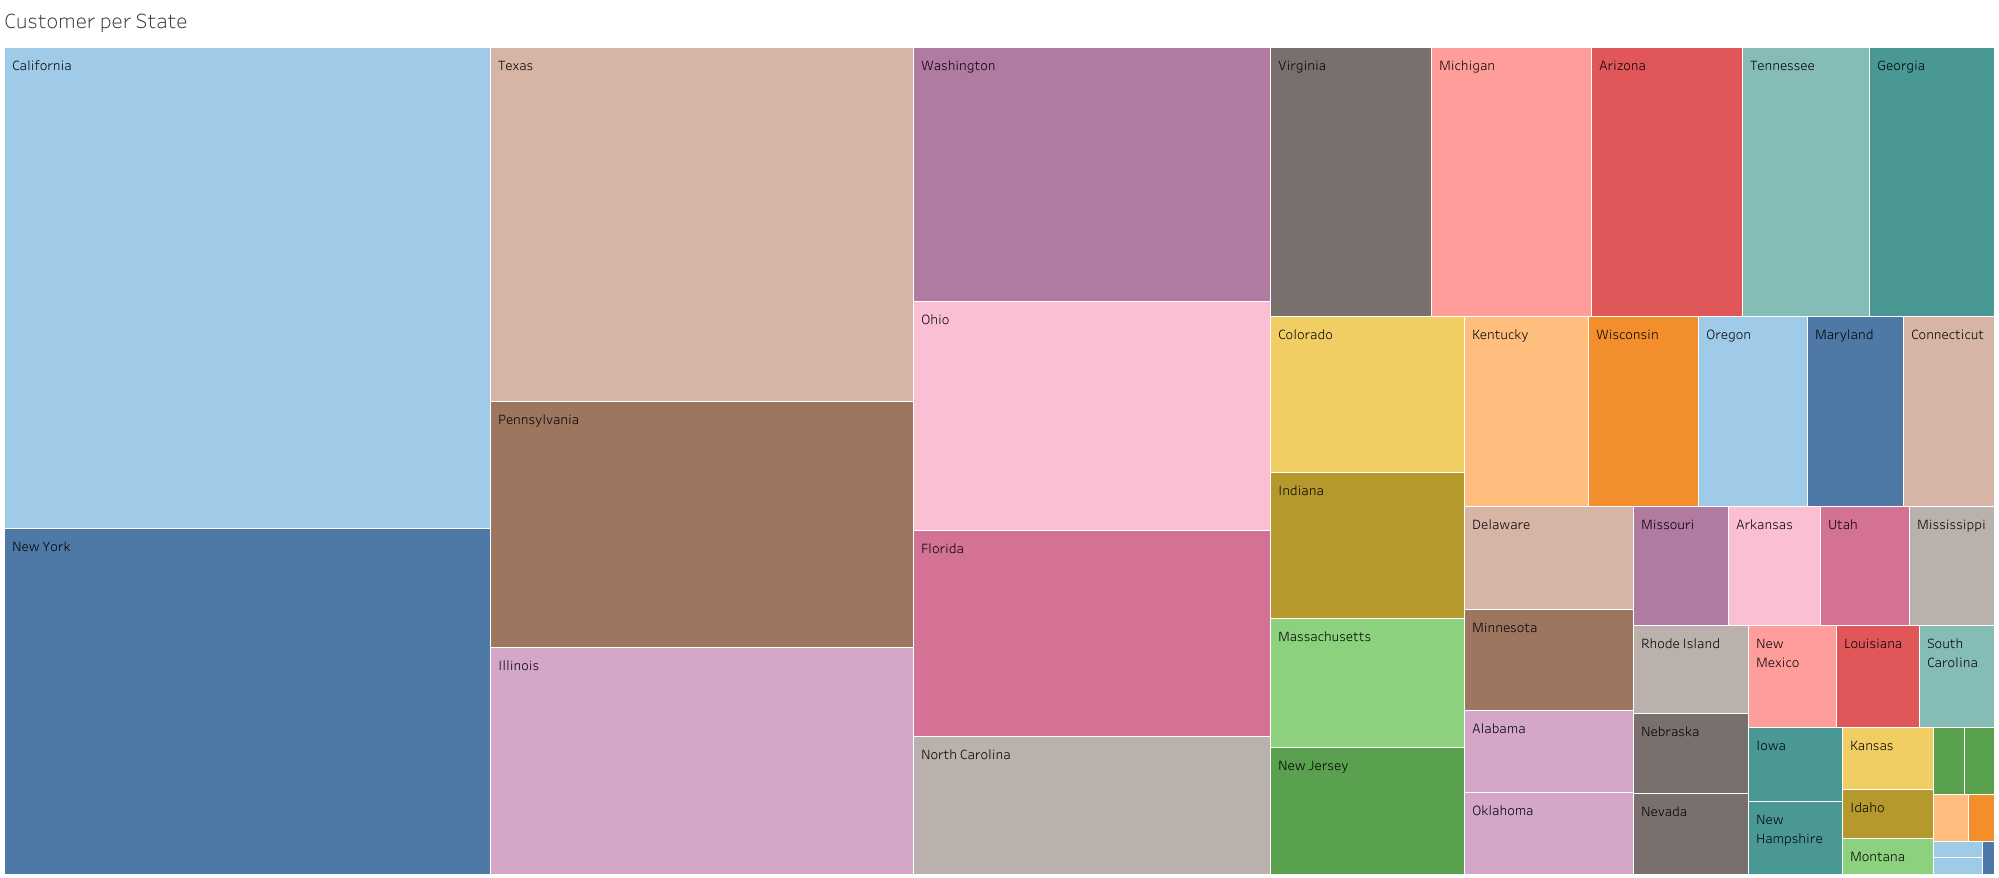 Customer per State
California
Texas
Washington
Virginia
Michigan
Arizona
Tennessee
Georgia
Ohio
Colorado
Kentucky
Wisconsin
Oregon
Maryland
Connecticut
Pennsylvania
Indiana
Delaware
Missouri
Arkansas
Utah
Mississippi
New York
Florida
Massachusetts
Minnesota
Rhode Island
New
Mexico
Louisiana
South
Carolina
Illinois
North Carolina
New Jersey
Alabama
Nebraska
Iowa
Kansas
Oklahoma
Nevada
New
Hampshire
Idaho
Montana